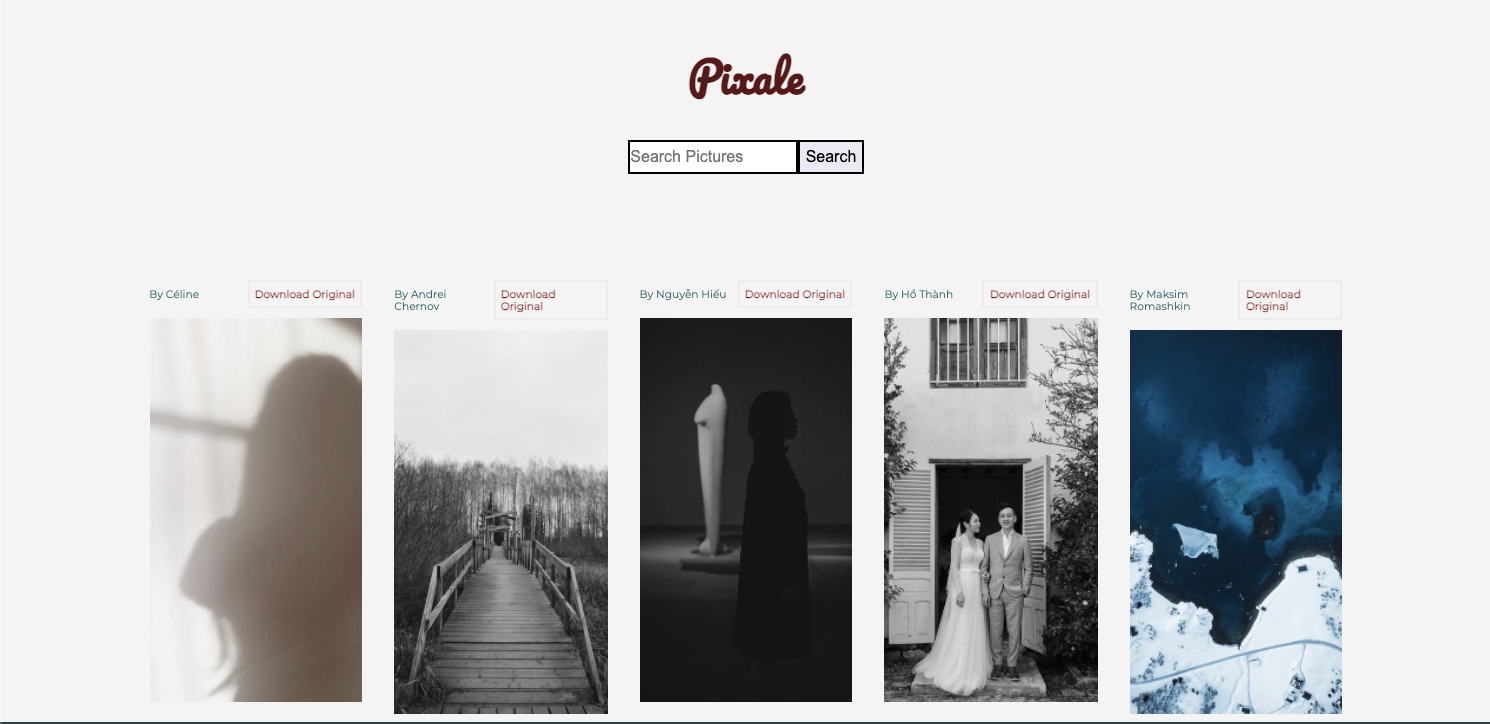 Pixale
Search Pictures Search
By Céline Download Original
By Andrei
Chernov
Download
Original
By Nguyễn Hiếu Download Original
By Hồ Thành Download Original
By Maksim
Romashkin
Download
Original